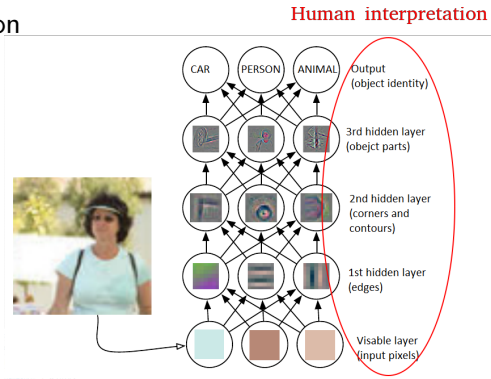 on
Human interpretation
CAR PERSON ANIMAL Output
(object identity)
3rd hidden layer
(obejct parts)
2nd hidden layer
(corners and
contours)
1st hidden layer
(edges)
Visable layer
(input pixels)